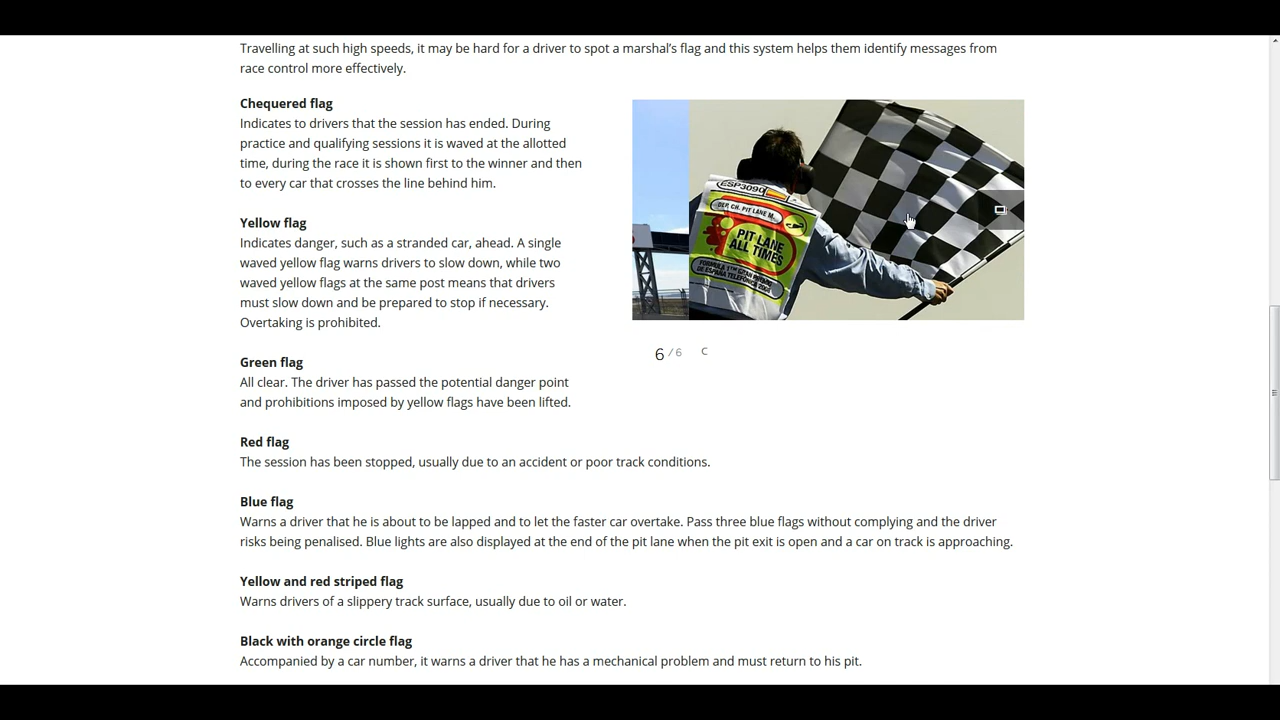 Travelling at such high speeds, it may be hard for a driver to spot a marshal’s flag and this system helps them identify messages from
race control more effectively.
Chequered flag
Indicates to drivers that the session has ended. During
practice and qualifying sessions it is waved at the allotted
time, during the race it is shown first to the winner and then
to every car that crosses the line behind him.
Yellow flag
Indicates danger, such as a stranded car, ahead. A single
waved yellow flag warns drivers to slow down, while two
waved yellow flags at the same post means that drivers
must slow down and be prepared to stop if necessary.
Overtaking is prohibited.
Green flag
All clear. The driver has passed the potential danger point
and prohibitions imposed by yellow flags have been lifted.
ESP3090
PIT LANE
ALL TIMES
6 / 6 C
Red flag
The session has been stopped, usually due to an accident or poor track conditions.
Blue flag
Warns a driver that he is about to be lapped and to let the faster car overtake. Pass three blue flags without complying and the driver
risks being penalised. Blue lights are also displayed at the end of the pit lane when the pit exit is open and a car on track is approaching.
Yellow and red striped flag
Warns drivers of a slippery track surface, usually due to oil or water.
Black with orange circle flag
Accompanied by a car number, it warns a driver that he has a mechanical problem and must return to his pit.